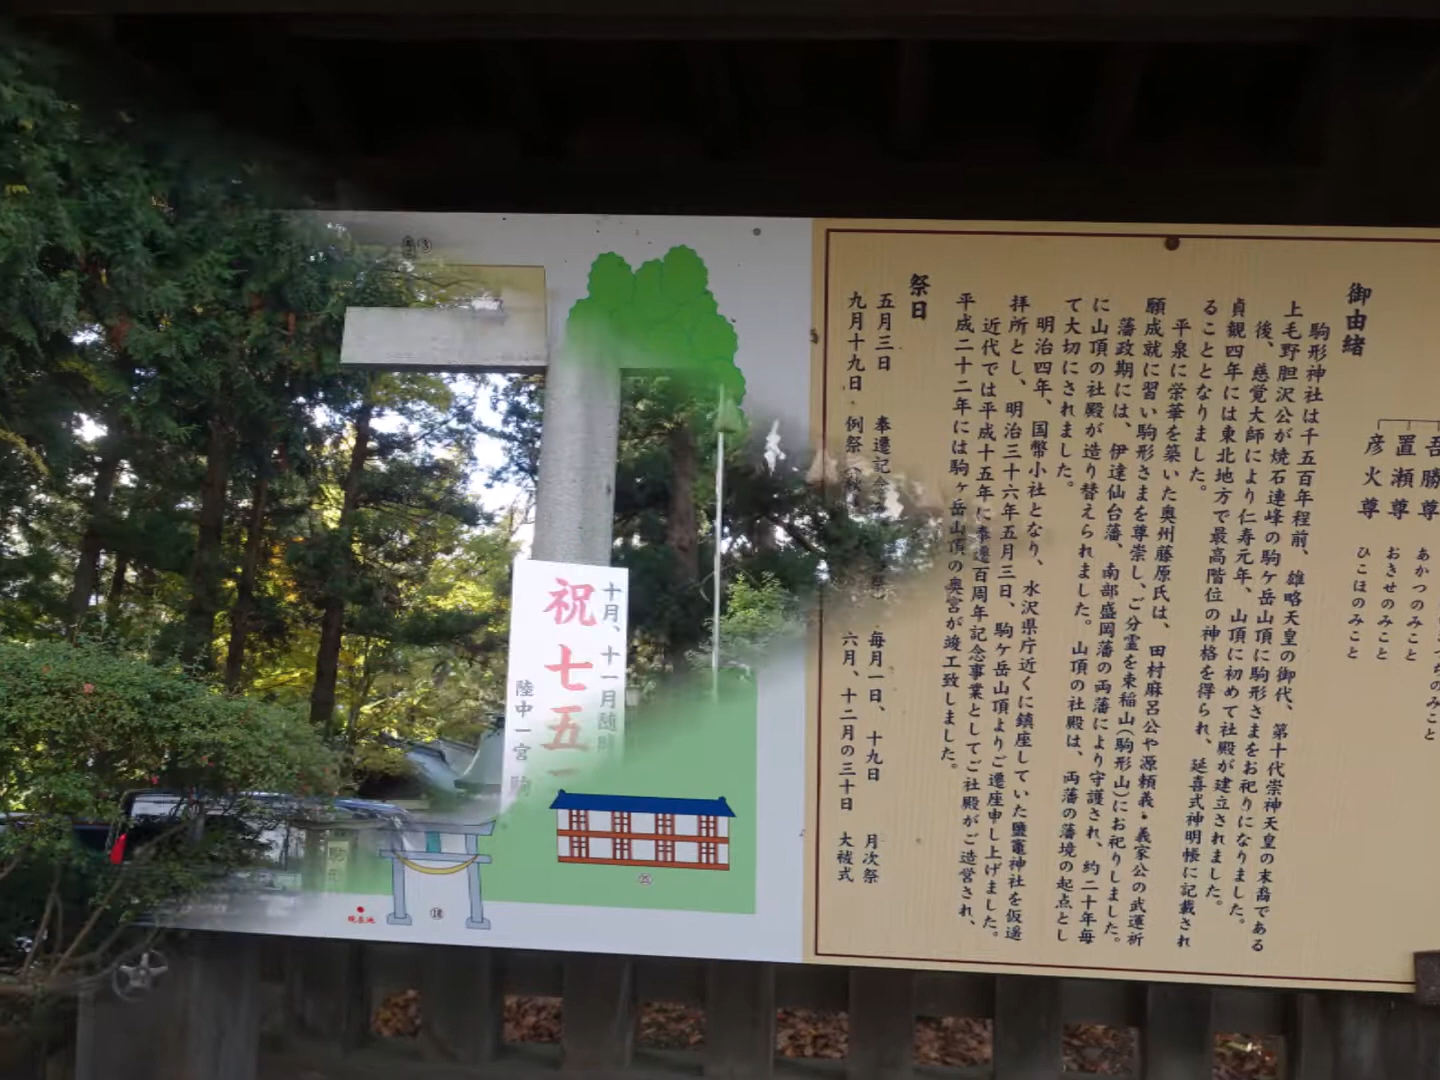 吾勝尊 あかつのみこと
置瀬尊 おきせのみこと
彦火尊 ひこほのみこと
御由緒
駒形神社は千五百年程前、雄略天皇の御代、第十代崇神天皇の末裔である
上毛野胆沢公が焼石連峰の駒ケ岳山頂に駒形さまをお祀りになりました。
後、慈覚大師により仁寿元年、山頂に初めて社殿が建立されました。
貞観四年には東北地方で最高階位の神格を得られ、延喜式神明帳に記載され
ることとなりました。
平泉に栄華を築いた奥州藤原氏は、田村麻呂公や源頼義・義家公の武運祈
願成就に習い駒形さまを尊崇し、ご分霊を束稲山(駒形山)にお祀りしました。
藩政期には、伊達仙台藩、南部盛岡藩の両藩により守護され、約二十年毎
に山頂の社殿が造り替えられました。山頂の社殿は、両藩の藩境の起点とし
て大切にされました。
明治四年、国幣小社となり、水沢県庁近くに鎮座していた鹽竈神社を仮遥
拝所とし、明治三十六年五月三日、駒ケ岳山頂よりご遷座申し上げました。
近代では平成十五年に奉遷百周年記念事業としてご社殿がご造営され、
平成二十二年には駒ヶ岳山頂の奥宮が竣工致しました。
祭日
五月三日 奉遷記念 毎月一日、十九日 月次祭
九月十九日 例祭 六月、十二月の三十日 大祓式
十月、十一月随時
祝七五
陸中一宮 駒
③
㉕
⑱
現在地